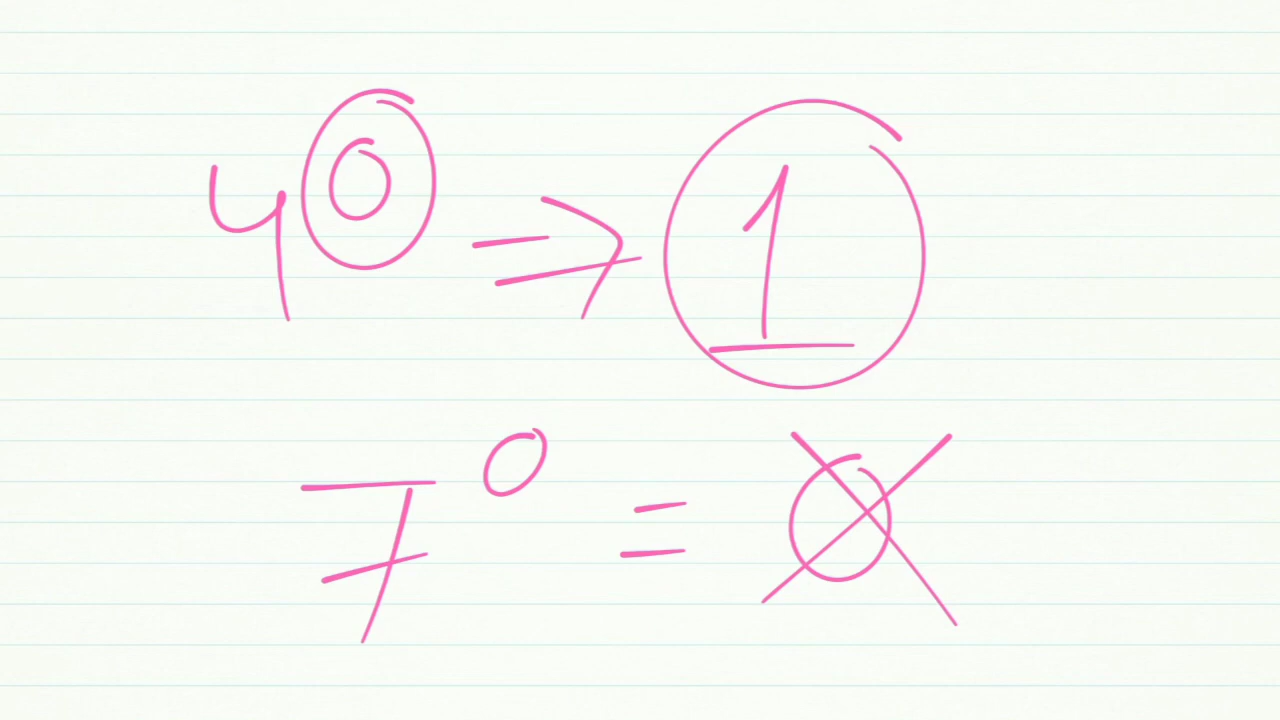 4⁰ => 1
7⁰ = 0